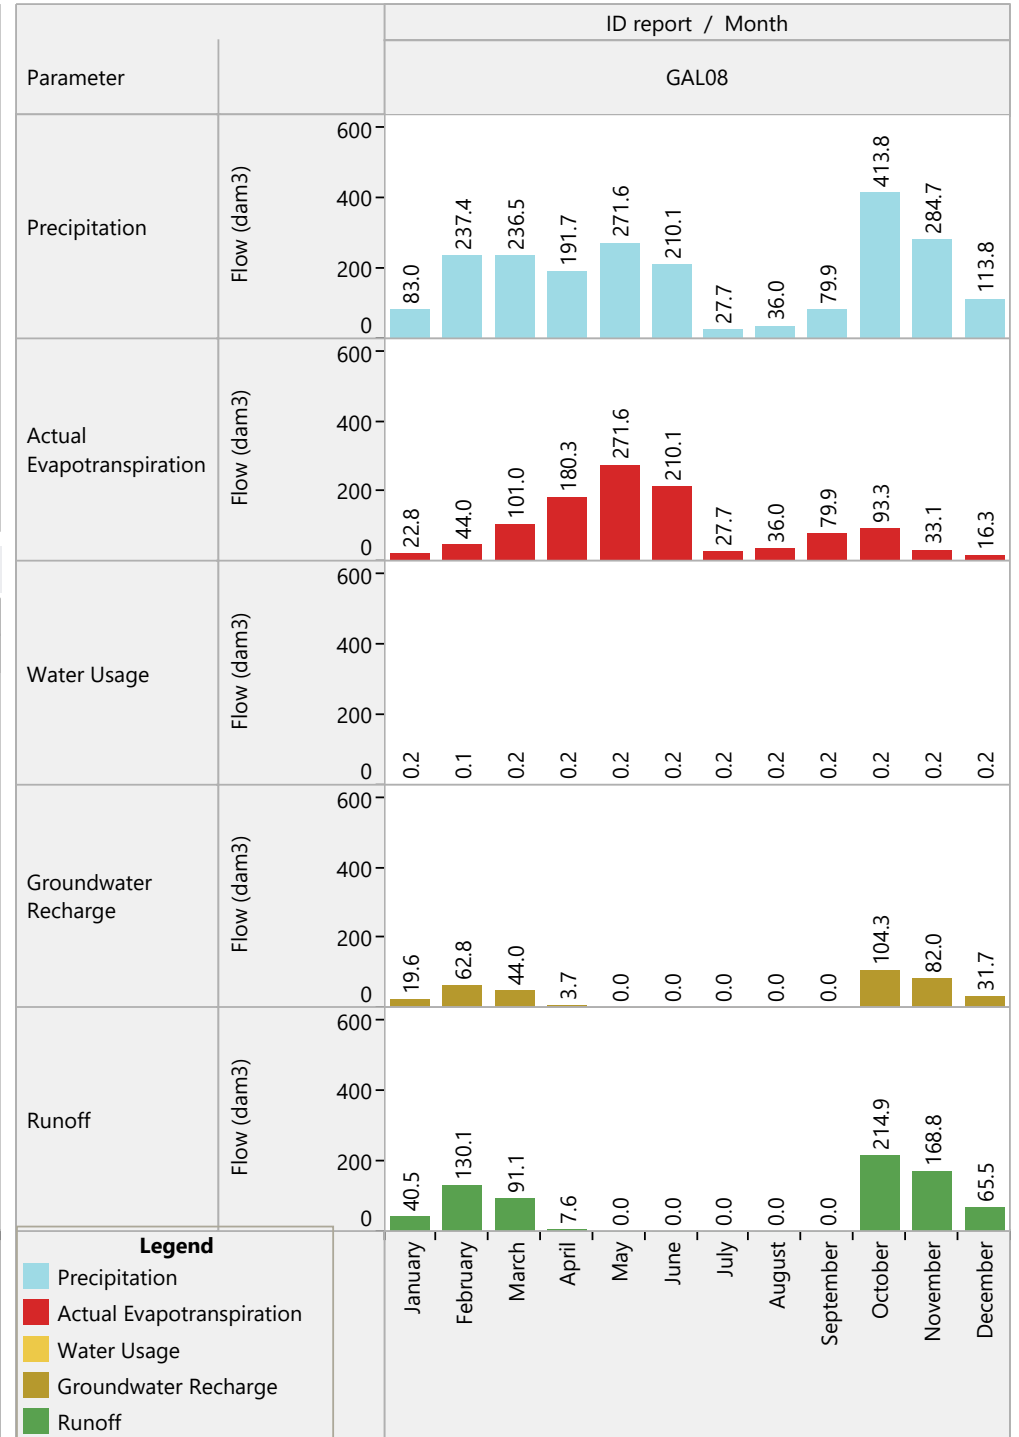 ID report / Month
Parameter
GAL08
Precipitation
Flow (dam3)
600
400
200
0
83.0
237.4
236.5
191.7
271.6
210.1
27.7
36.0
79.9
413.8
284.7
113.8
Actual
Evapotranspiration
Flow (dam3)
600
400
200
0
22.8
44.0
101.0
180.3
271.6
210.1
27.7
36.0
79.9
93.3
33.1
16.3
Water Usage
Flow (dam3)
600
400
200
0
0.2
0.1
0.2
0.2
0.2
0.2
0.2
0.2
0.2
0.2
0.2
0.2
Groundwater
Recharge
Flow (dam3)
600
400
200
0
19.6
62.8
44.0
3.7
0.0
0.0
0.0
0.0
0.0
104.3
82.0
31.7
Runoff
Flow (dam3)
600
400
200
0
40.5
130.1
91.1
7.6
0.0
0.0
0.0
0.0
0.0
214.9
168.8
65.5
January
February
March
April
May
June
July
August
September
October
November
December
Legend
Precipitation
Actual Evapotranspiration
Water Usage
Groundwater Recharge
Runoff